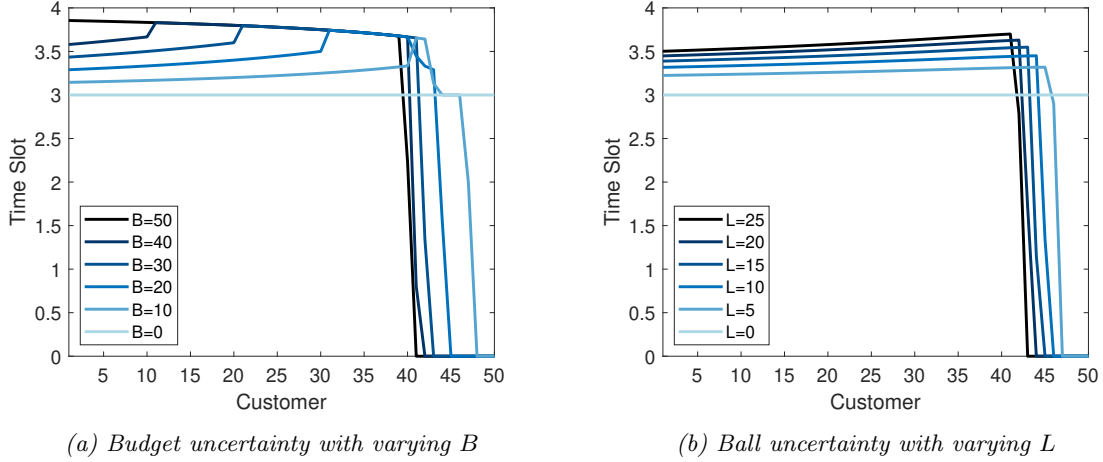 4
3.5
3
2.5
2
1.5
1
0.5
0
Time Slot
B=50
B=40
B=30
B=20
B=10
B=0
5 10 15 20 25 30 35 40 45 50
Customer
(a) Budget uncertainty with varying B
4
3.5
3
2.5
2
1.5
1
0.5
0
Time Slot
L=25
L=20
L=15
L=10
L=5
L=0
5 10 15 20 25 30 35 40 45 50
Customer
(b) Ball uncertainty with varying L